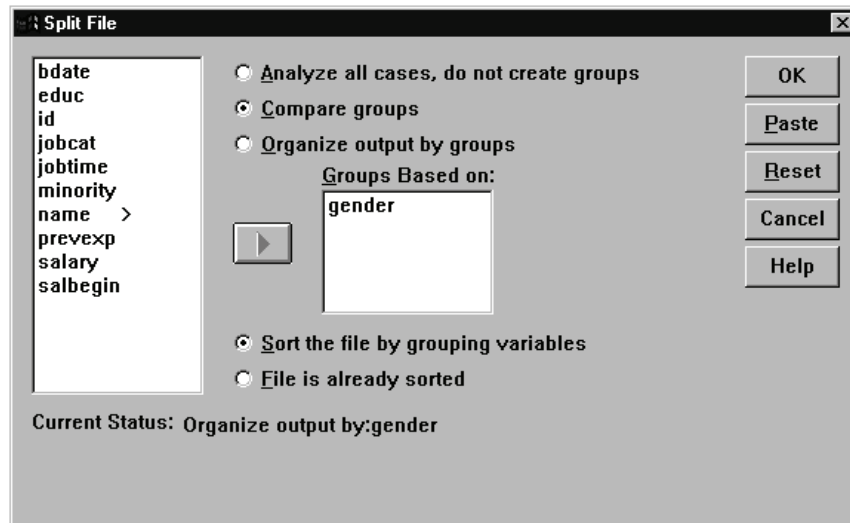 Split File
bdate
educ
id
jobcat
jobtime
minority
name >
prevexp
salary
salbegin
Analyze all cases, do not create groups
Compare groups
Organize output by groups
Groups Based on:
gender
Sort the file by grouping variables
File is already sorted
OK
Paste
Reset
Cancel
Help
Current Status: Organize output by:gender